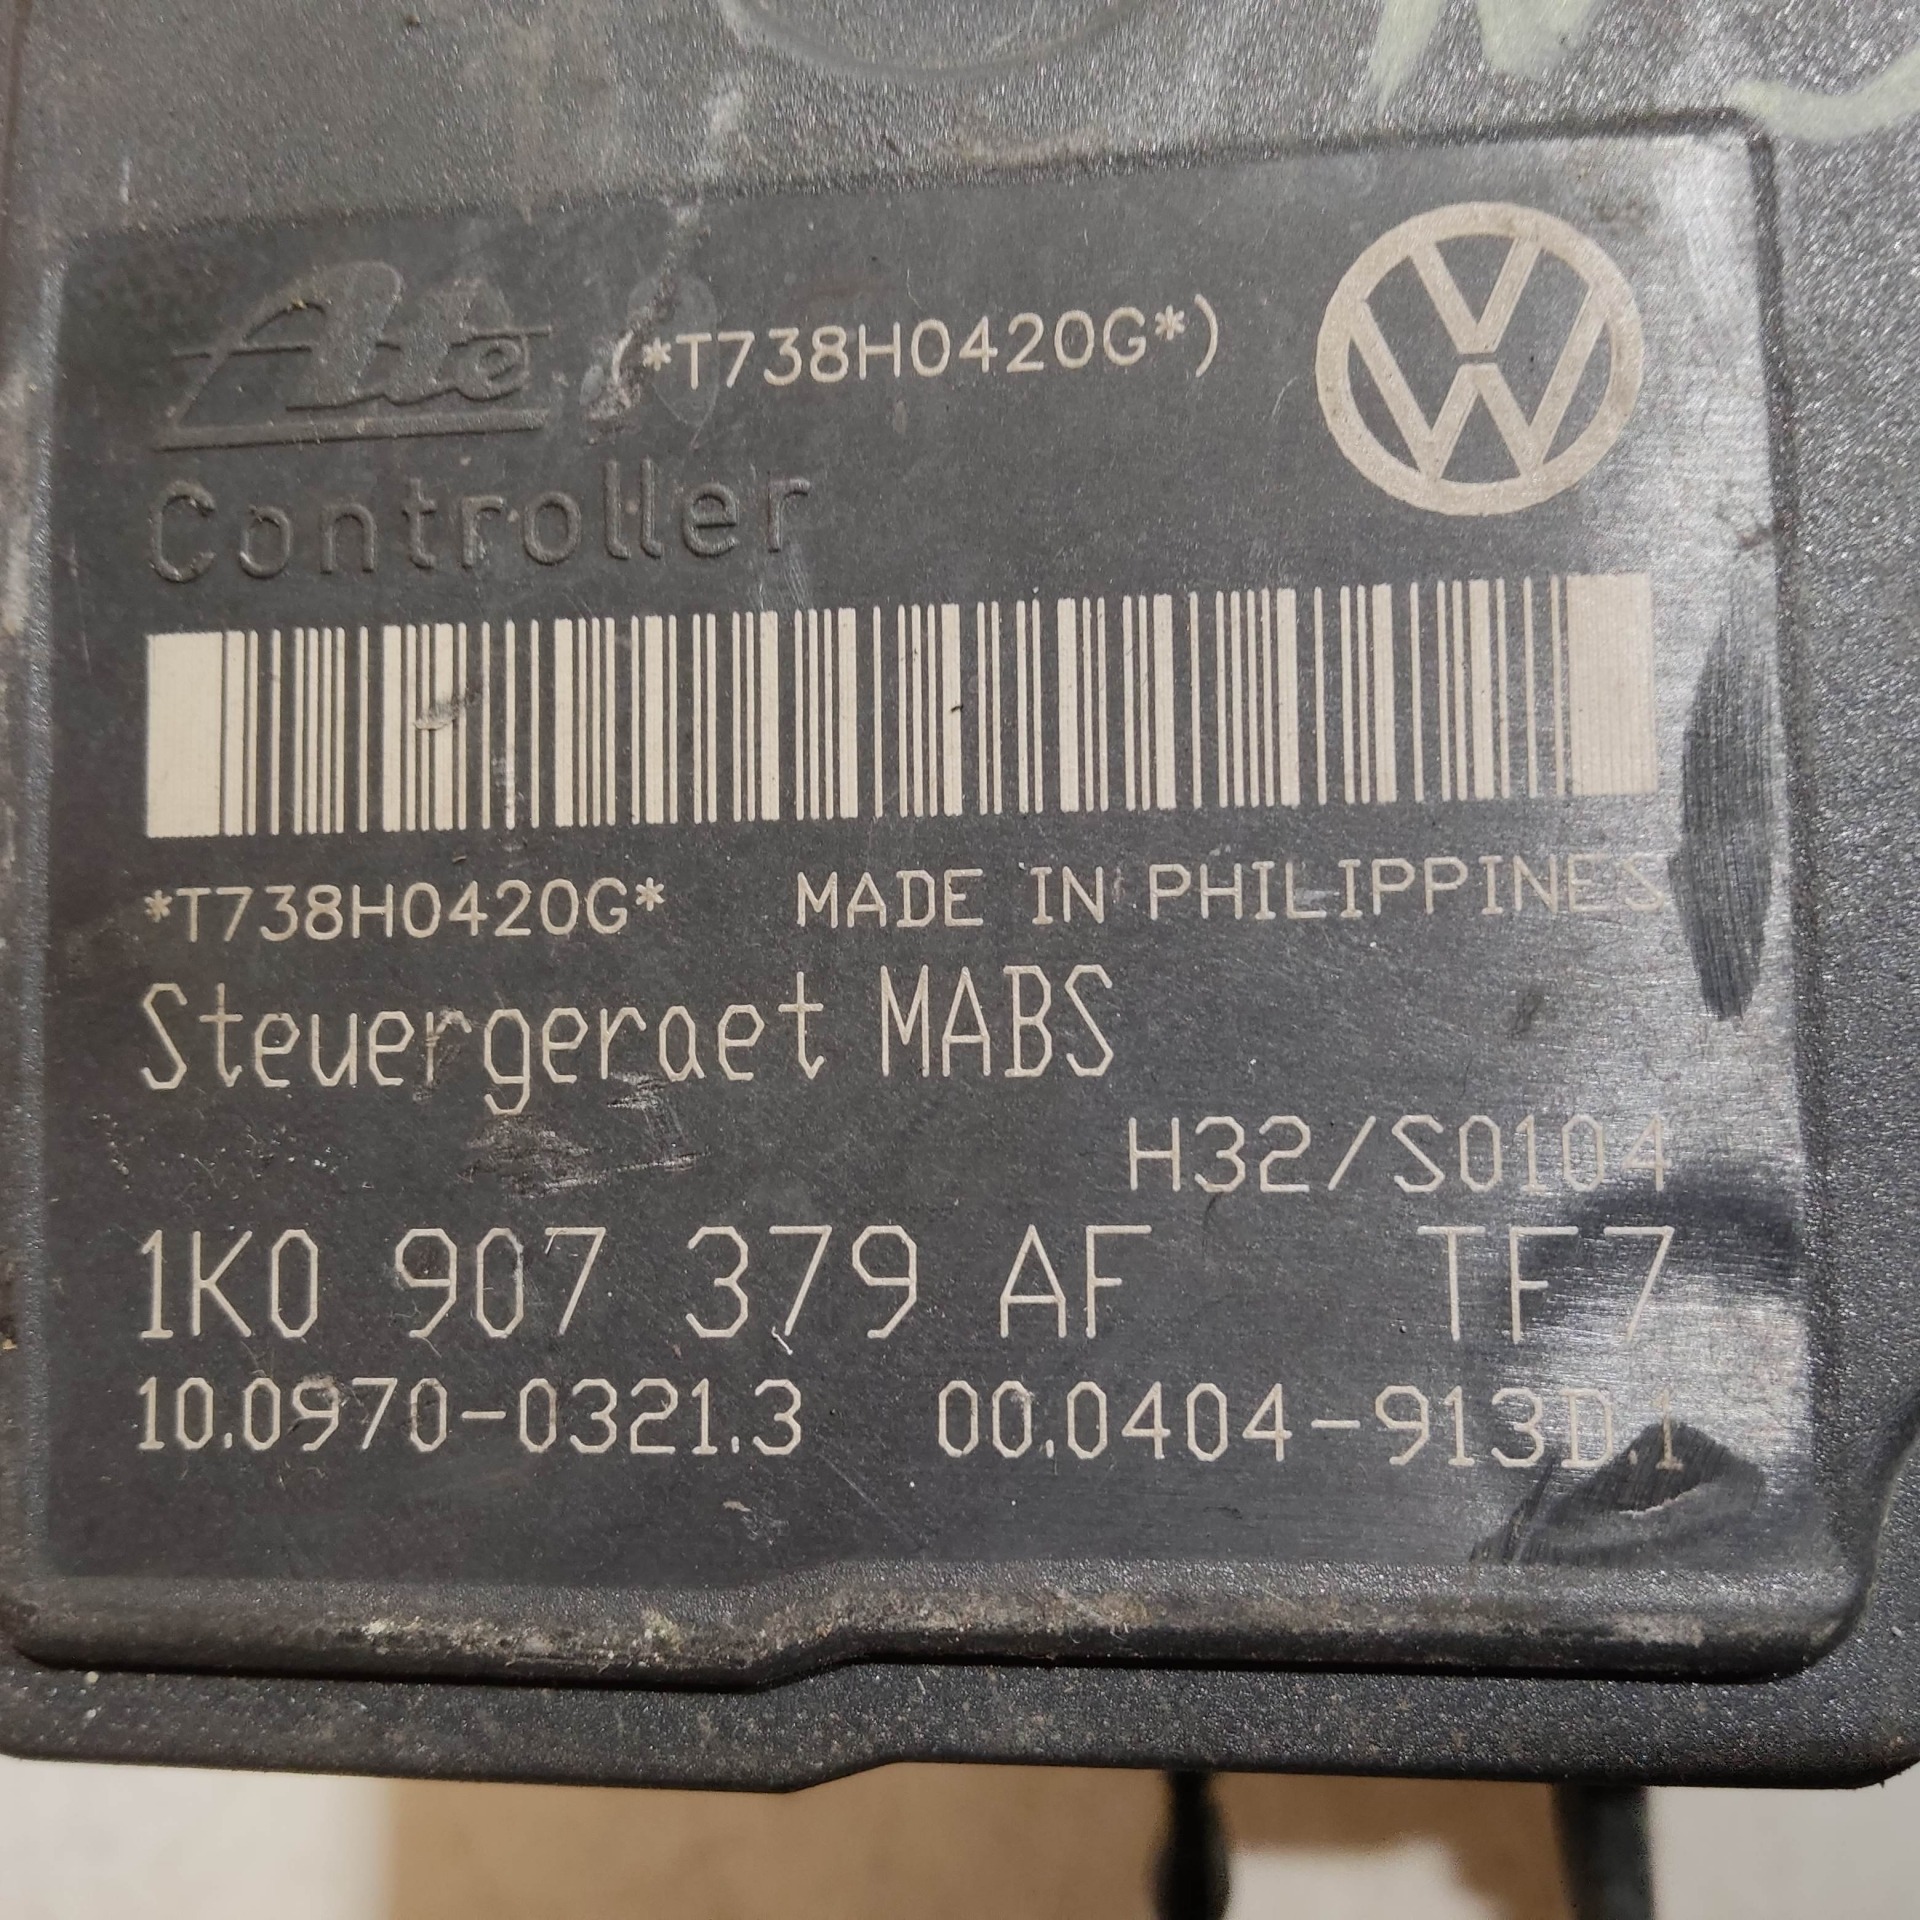 Ate (*T738H0420G*)
Controller
*T738H0420G* MADE IN PHILIPPINES
Steuergeraet MABS
H32/S0104
1K0 907 379 AF TF7
10.0970-0321.3 00.0404-913D.1